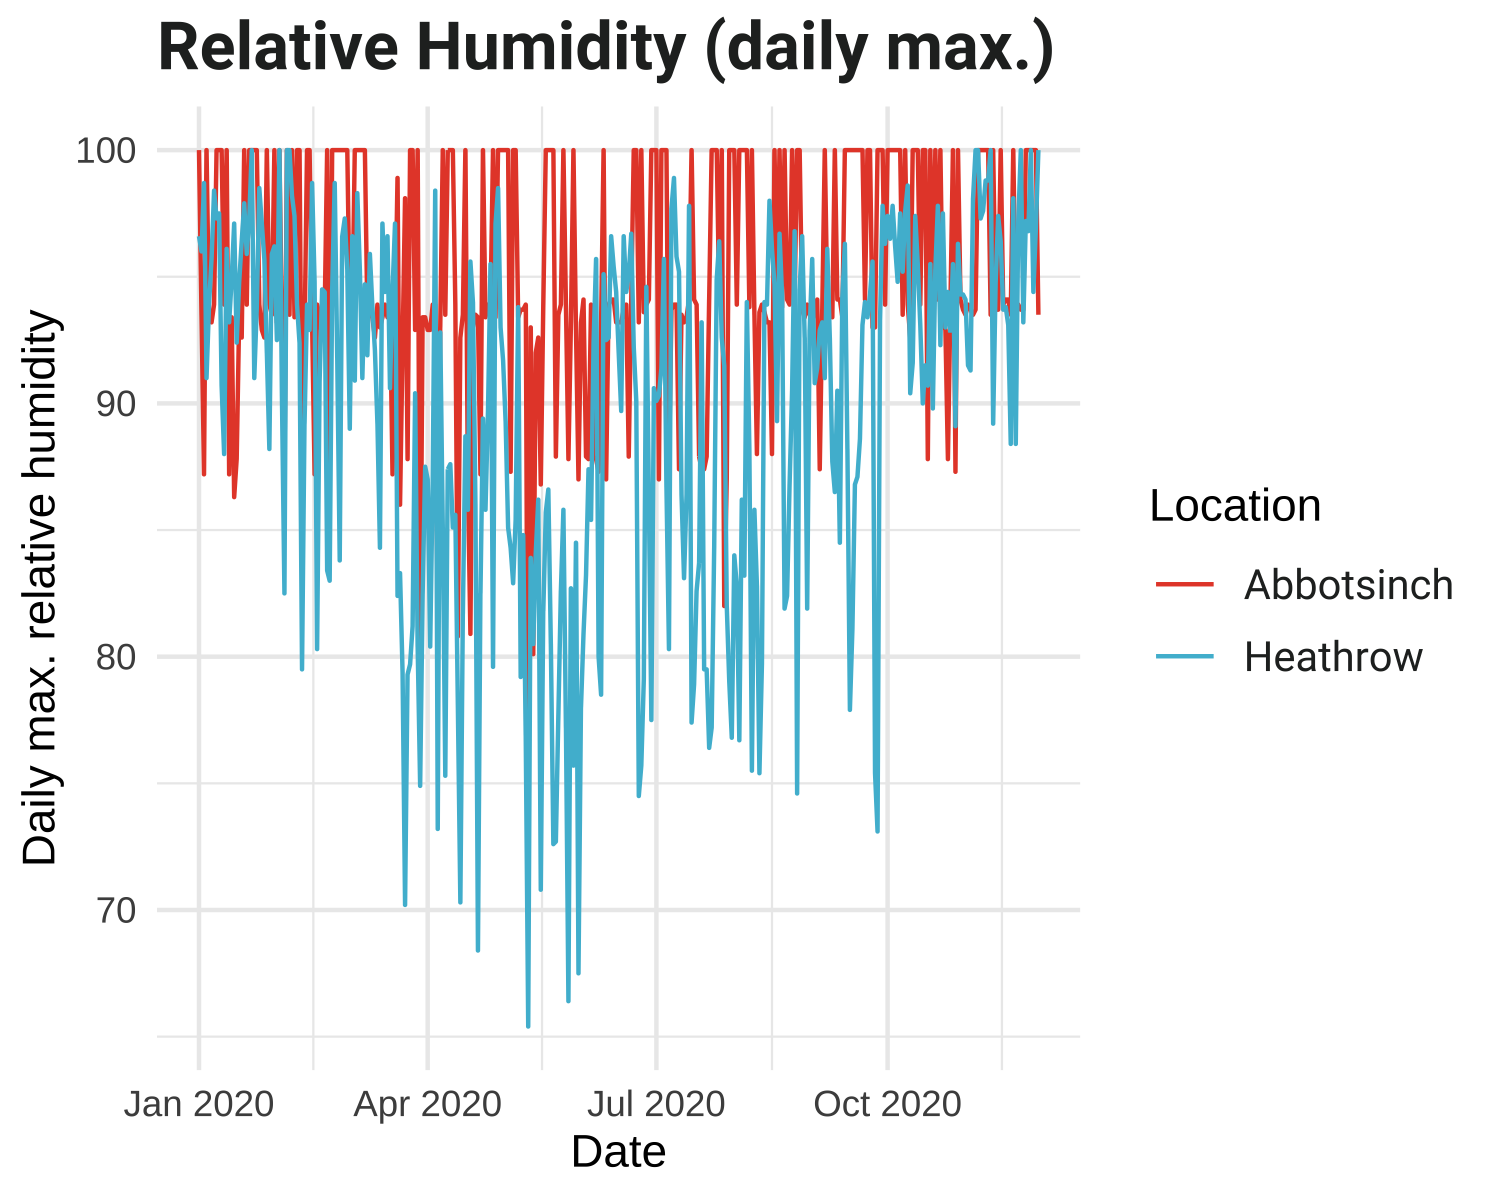 Relative Humidity (daily max.)
Daily max. relative humidity
100
90
80
70
Jan 2020 Apr 2020 Jul 2020 Oct 2020
Date
Location
Abbotsinch
Heathrow